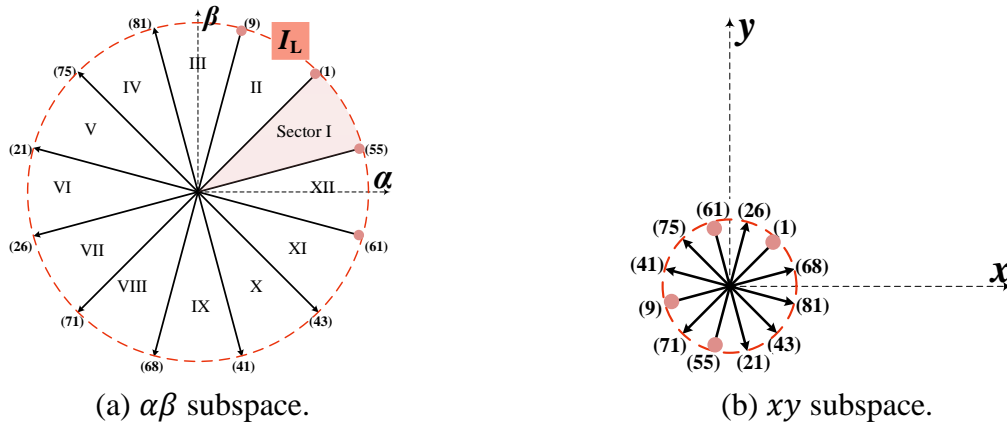 (81)
β
(9)
I_L
III
(1)
(75)
IV
II
V
Sector I
(21)
(55)
VI
XII
α
(26)
VII
XI
(61)
VIII
X
IX
(71)
(43)
(68)
(41)
(a) αβ subspace.
y
(61)
(26)
(75)
(1)
(41)
(68)
x
(9)
(81)
(71)
(43)
(55)
(21)
(b) xy subspace.